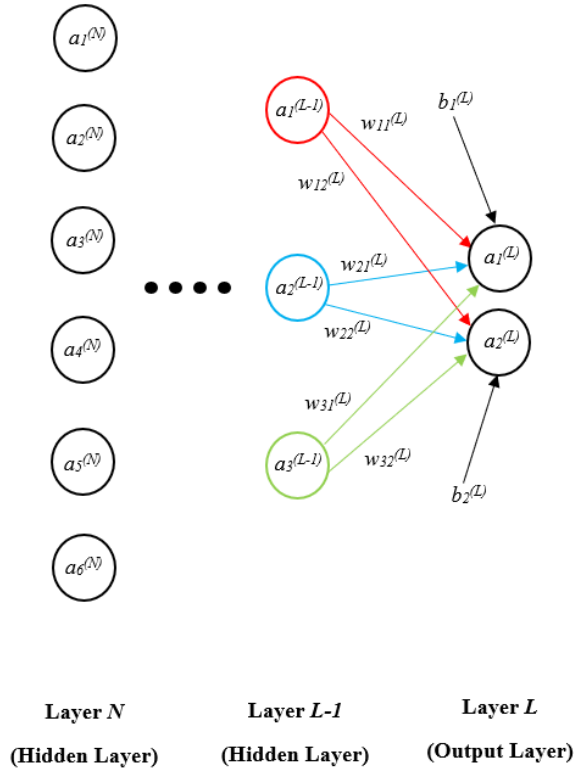 a1(N)
a2(N)
a3(N)
a4(N)
a5(N)
a6(N)
a1(L-1)
a2(L-1)
a3(L-1)
w11(L)
w12(L)
w21(L)
w22(L)
w31(L)
w32(L)
b1(L)
a1(L)
a2(L)
b2(L)
Layer N
(Hidden Layer)
Layer L-1
(Hidden Layer)
Layer L
(Output Layer)